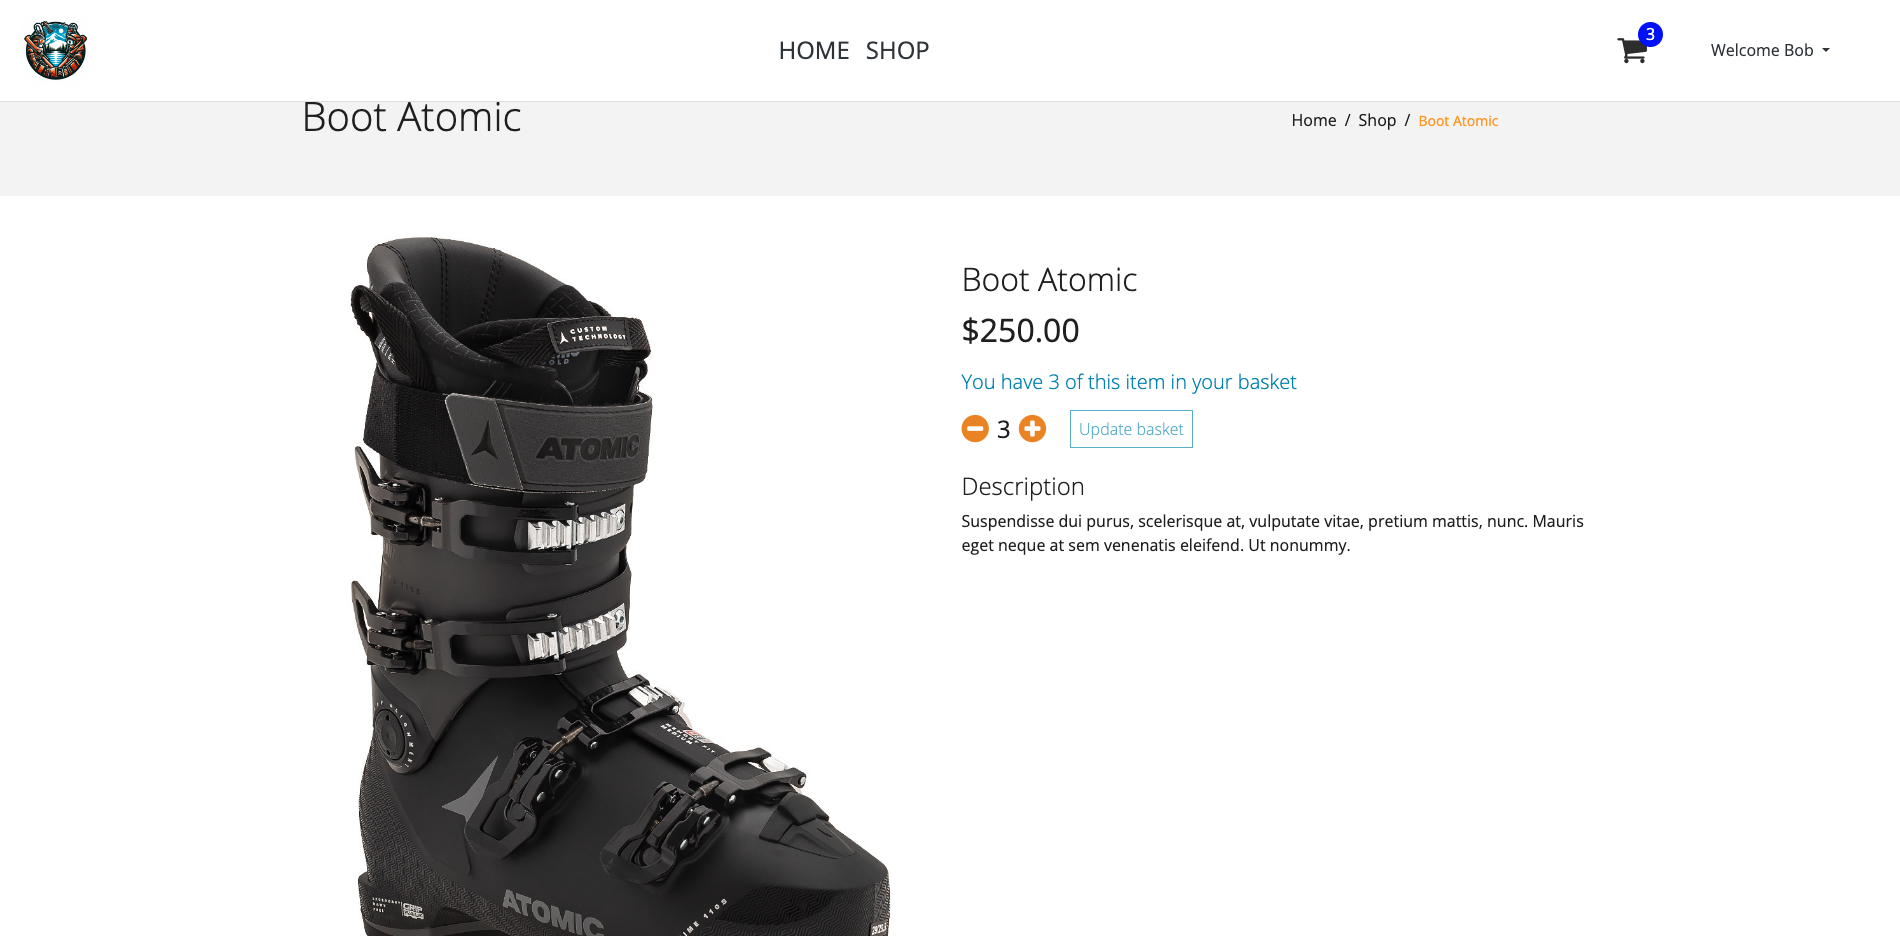 HOME SHOP
3
Welcome Bob
Boot Atomic
Home / Shop / Boot Atomic
Boot Atomic
$250.00
You have 3 of this item in your basket
3
Update basket
Description
Suspendisse dui purus, scelerisque at, vulputate vitae, pretium mattis, nunc. Mauris
eget neque at sem venenatis eleifend. Ut nonummy.
CUSTOM
TECHNOLOGY
ATOMIC
ATOMIC